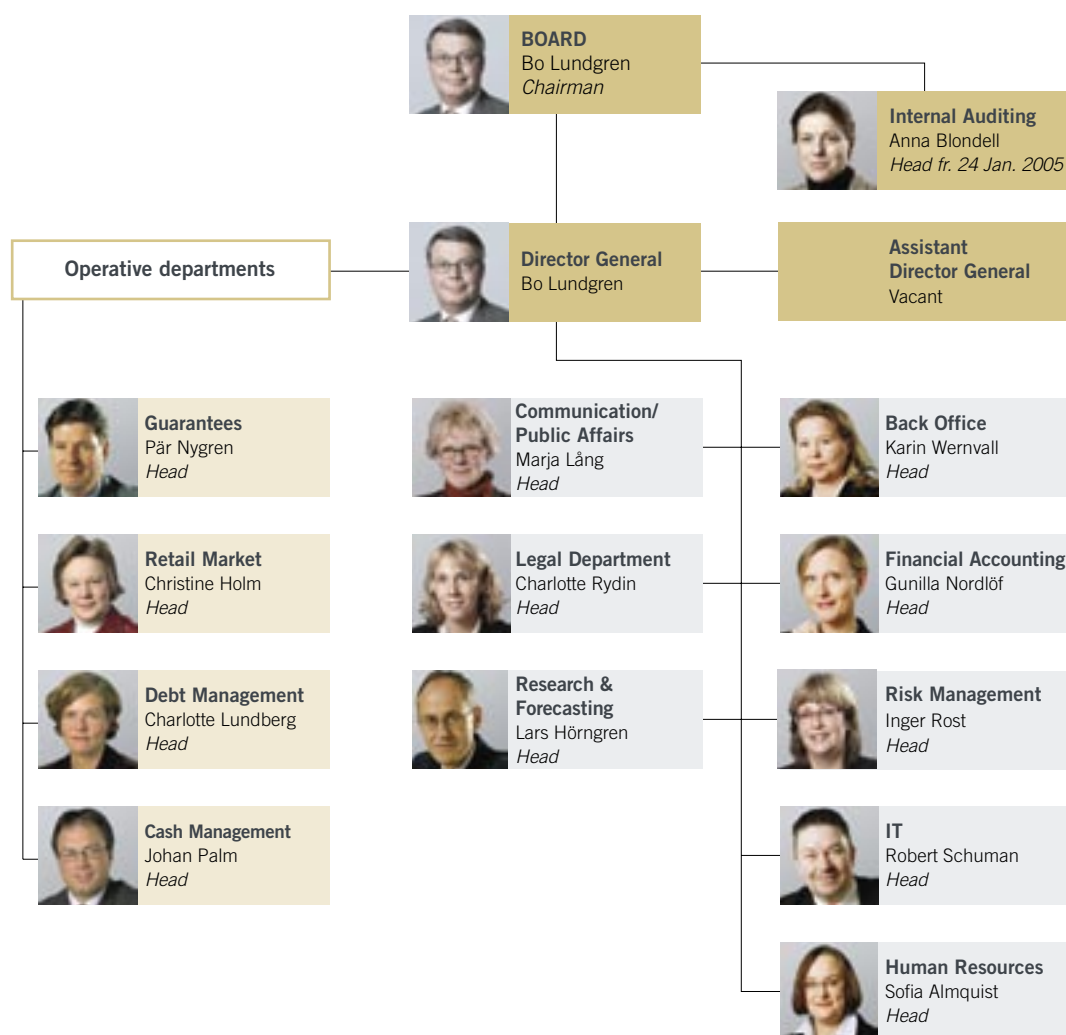 BOARD
Bo Lundgren
Chairman
Internal Auditing
Anna Blondell
Head fr. 24 Jan. 2005
Operative departments
Director General
Bo Lundgren
Assistant
Director General
Vacant
Guarantees
Pär Nygren
Head
Communication/
Public Affairs
Marja Lång
Head
Back Office
Karin Wernvall
Head
Retail Market
Christine Holm
Head
Legal Department
Charlotte Rydin
Head
Financial Accounting
Gunilla Nordlöf
Head
Debt Management
Charlotte Lundberg
Head
Research &
Forecasting
Lars Hörngren
Head
Risk Management
Inger Rost
Head
Cash Management
Johan Palm
Head
IT
Robert Schuman
Head
Human Resources
Sofia Almquist
Head